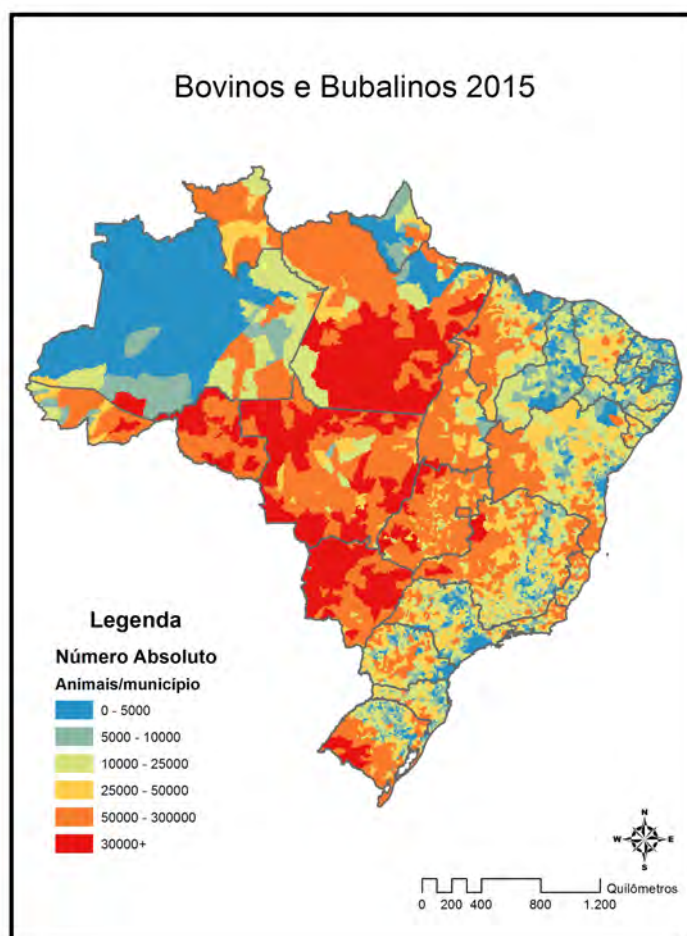 Bovinos e Bubalinos 2015
Legenda
Número Absoluto
Animais/município
0 - 5000
5000 - 10000
10000 - 25000
25000 - 50000
50000 - 300000
30000+
N
W E
S
Quilômetros
0 200 400 800 1.200